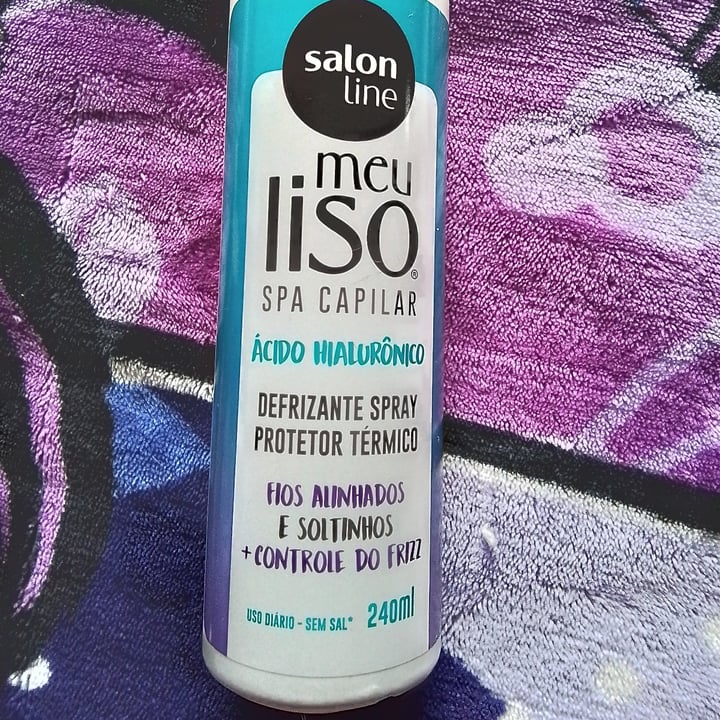 salon
line
meu
liso®
SPA CAPILAR
ÁCIDO HIALURÔNICO
DEFRIZANTE SPRAY
PROTETOR TÉRMICO
FIOS ALINHADOS
E SOLTINHOS
+CONTROLE DO FRIZZ
USO DIÁRIO - SEM SAL* 240ml